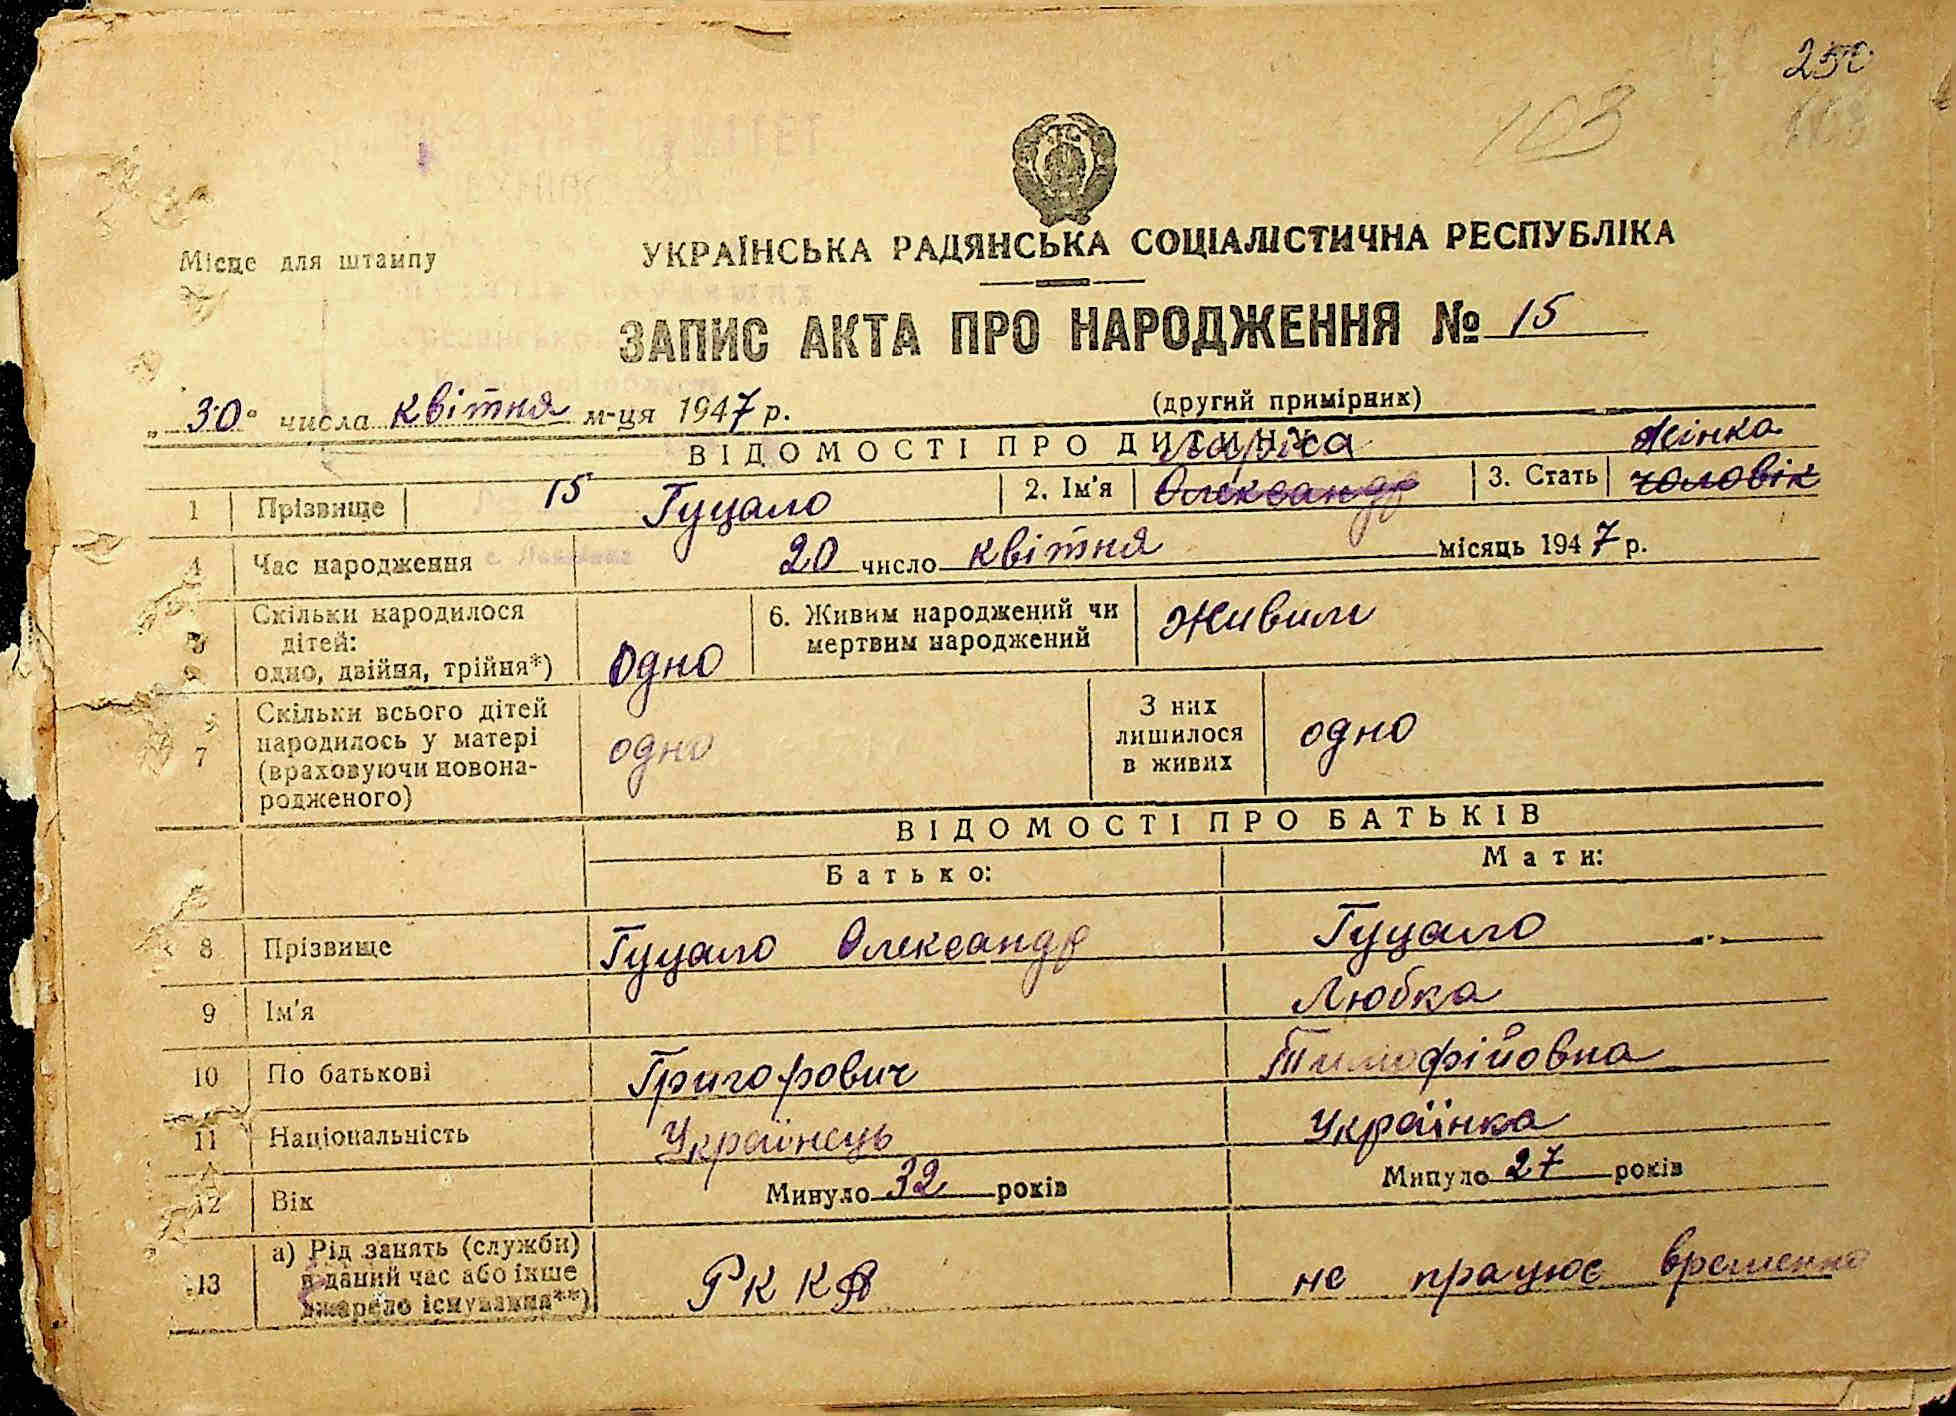 250
103
Місце для штампу
УКРАЇНСЬКА РАДЯНСЬКА СОЦІАЛІСТИЧНА РЕСПУБЛІКА
ЗАПИС АКТА ПРО НАРОДЖЕННЯ № 15
„30" числа квітня м-ця 1947 р.
(другий примірник)
ВІДОМОСТІ ПРО ДИТИНУ
Лариса
жінка
1 Прізвище 15 Гуцало 2. Ім'я Олександр 3. Стать чоловік
4 Час народження 20 число квітня місяць 1947 р.
5 Скільки народилося дітей: одно, двійня, трійня*) Одно 6. Живим народжений чи мертвим народжений Живим
7 Скільки всього дітей народилось у матері (враховуючи новонародженого) одно З них лишилося в живих одно
ВІДОМОСТІ ПРО БАТЬКІВ
Батько: Мати:
8 Прізвище Гуцало Олександр Гуцало
9 Ім'я Любка
10 По батькові Григорович Тимофійовна
11 Національність Українець Українка
12 Вік Минуло 32 років Минуло 27 років
13 а) Рід занять (служби) в даний час або інше джерело існування**) РККА не працює временно